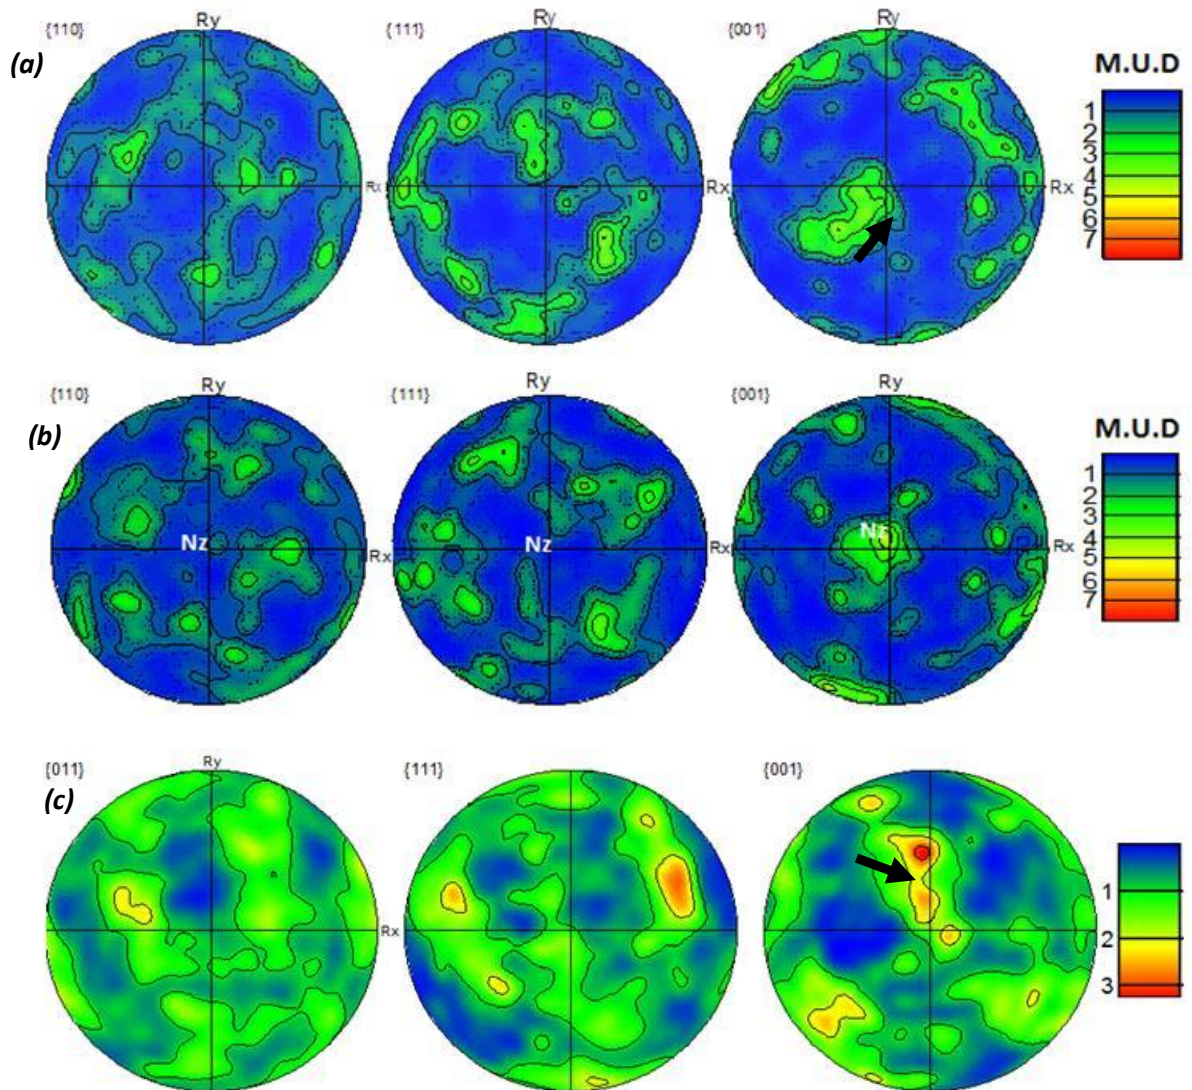 (a)
{110}
Ry
Rx
{111}
Ry
Rx
{001}
Ry
Rx
M.U.D
1
2
3
4
5
6
7
(b)
{110}
Ry
Nz
Rx
{111}
Ry
Nz
Rx
{001}
Ry
Nz
Rx
M.U.D
1
2
3
4
5
6
7
(c)
{011}
Ry
Rx
{111}
{001}
1
2
3